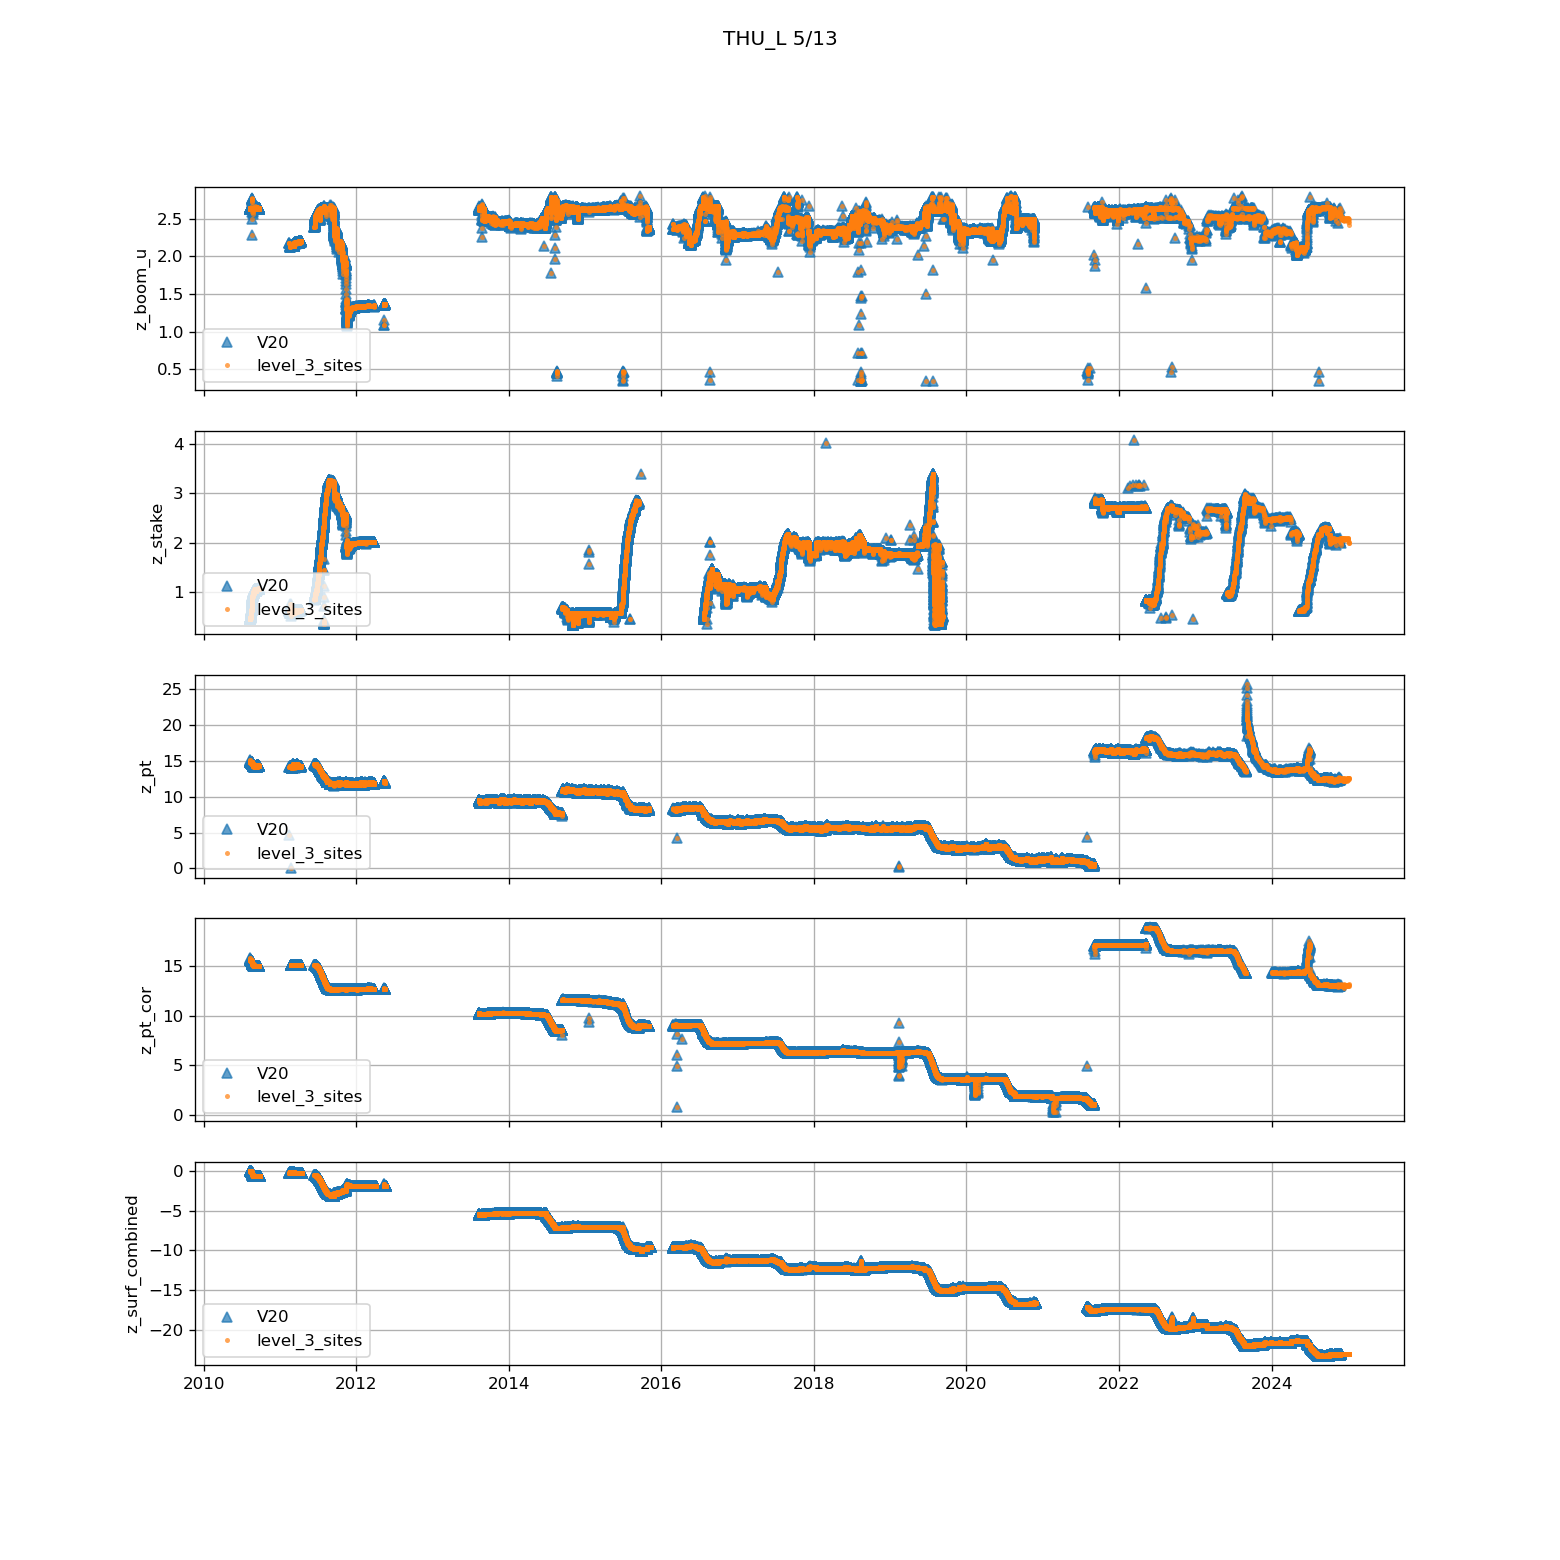 THU_L 5/13
2.5
2.0
1.5
1.0
0.5
z_boom_u
V20
level_3_sites
4
3
2
1
z_stake
V20
level_3_sites
25
20
15
10
5
0
z_pt
V20
level_3_sites
15
10
5
0
z_pt_cor
V20
level_3_sites
0
−5
−10
−15
−20
z_surf_combined
V20
level_3_sites
2010 2012 2014 2016 2018 2020 2022 2024